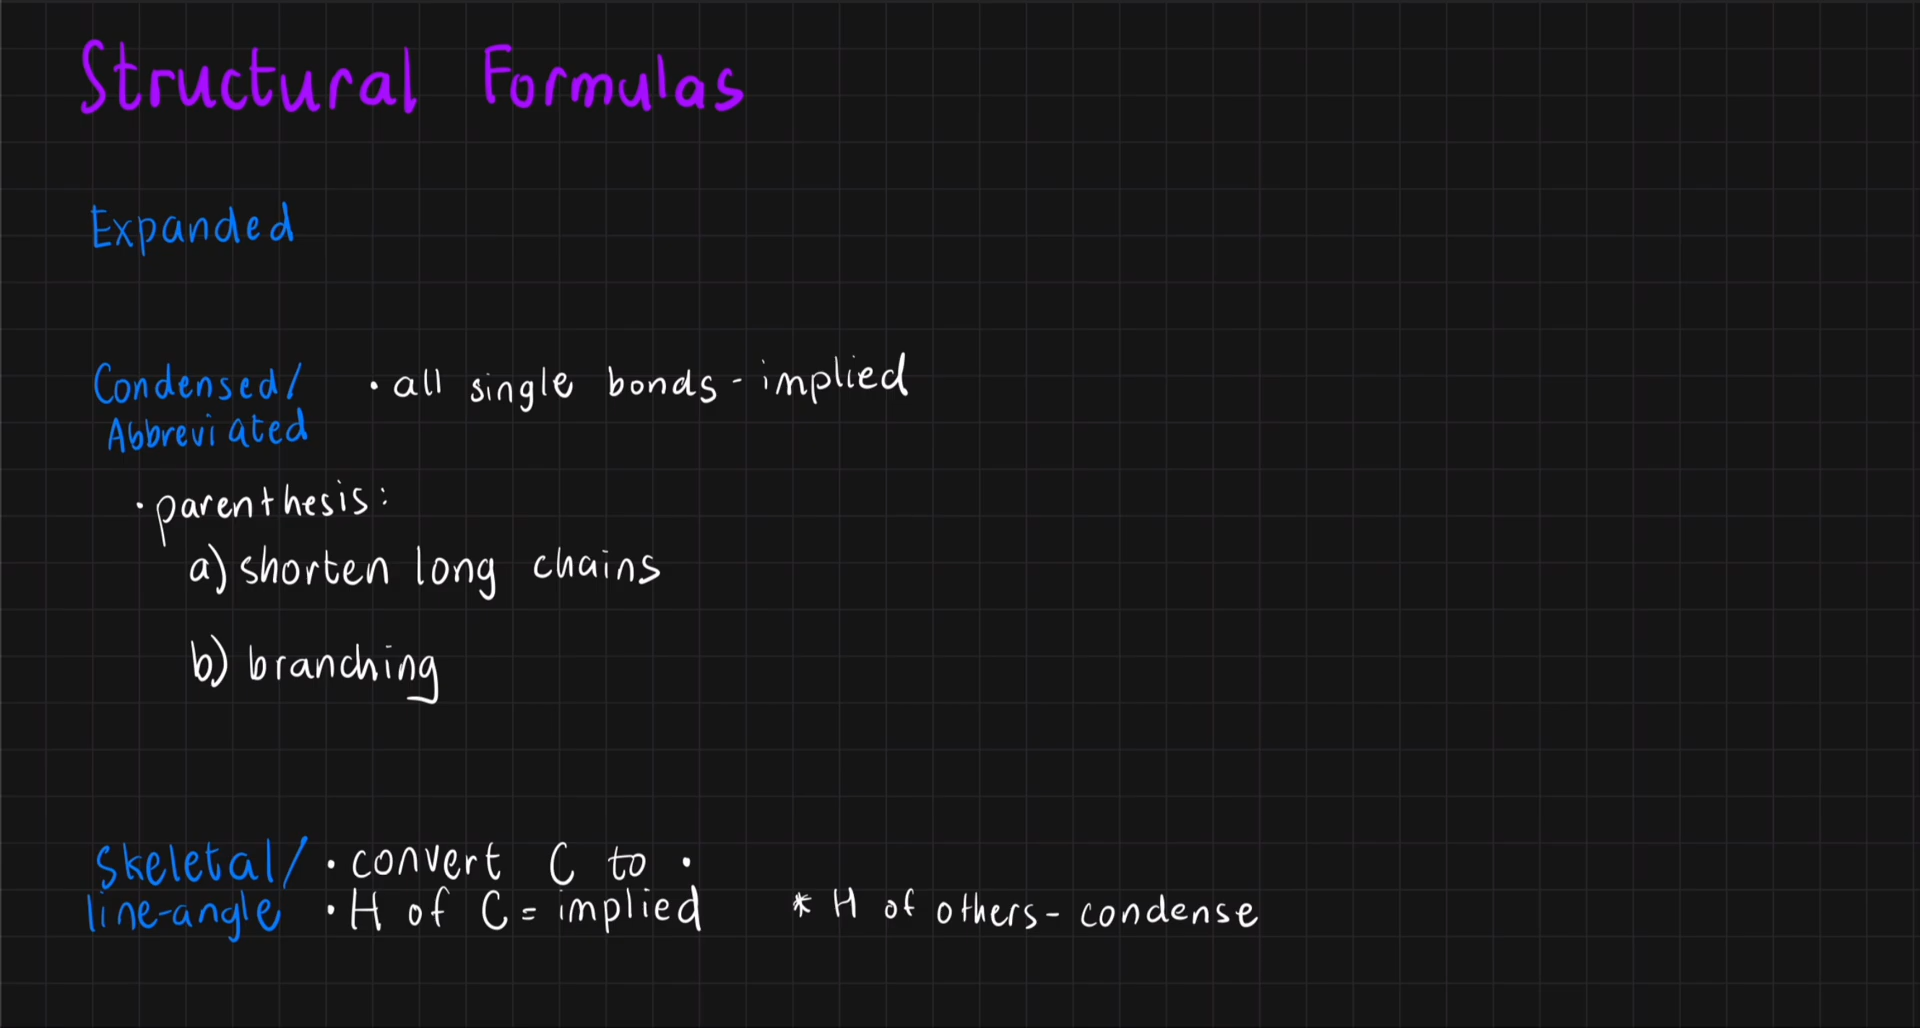 Structural Formulas
Expanded
Condensed/ • all single bonds - implied
Abbreviated
• parenthesis:
a) shorten long chains
b) branching
Skeletal/ • convert C to •
line-angle • H of C = implied * H of others - condense